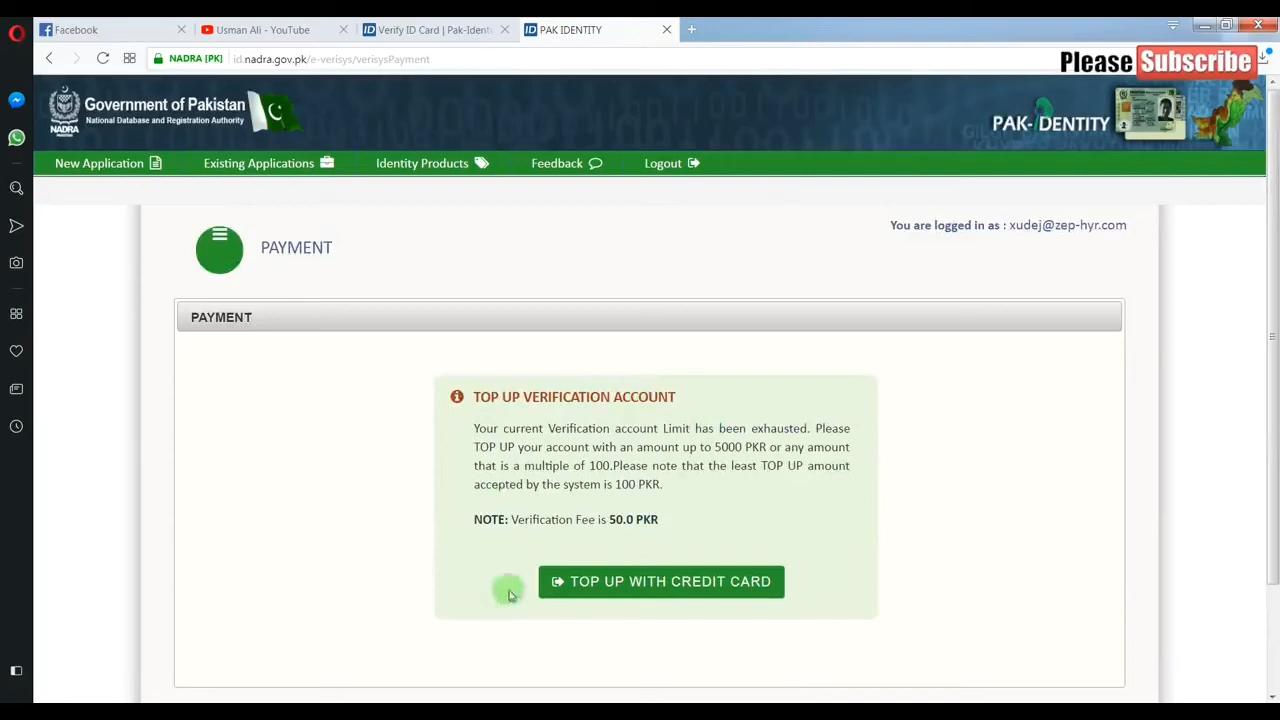 Facebook
Usman Ali - YouTube
Verify ID Card | Pak-Ident
PAK IDENTITY
NADRA [PK]
id.nadra.gov.pk/e-verisys/verisysPayment
Please Subscribe
NADRA
Government of Pakistan
National Database and Registration Authority
PAK-IDENTITY
New Application
Existing Applications
Identity Products
Feedback
Logout
You are logged in as : xudej@zep-hyr.com
PAYMENT
PAYMENT
TOP UP VERIFICATION ACCOUNT
Your current Verification account Limit has been exhausted. Please
TOP UP your account with an amount up to 5000 PKR or any amount
that is a multiple of 100.Please note that the least TOP UP amount
accepted by the system is 100 PKR.
NOTE: Verification Fee is 50.0 PKR
TOP UP WITH CREDIT CARD